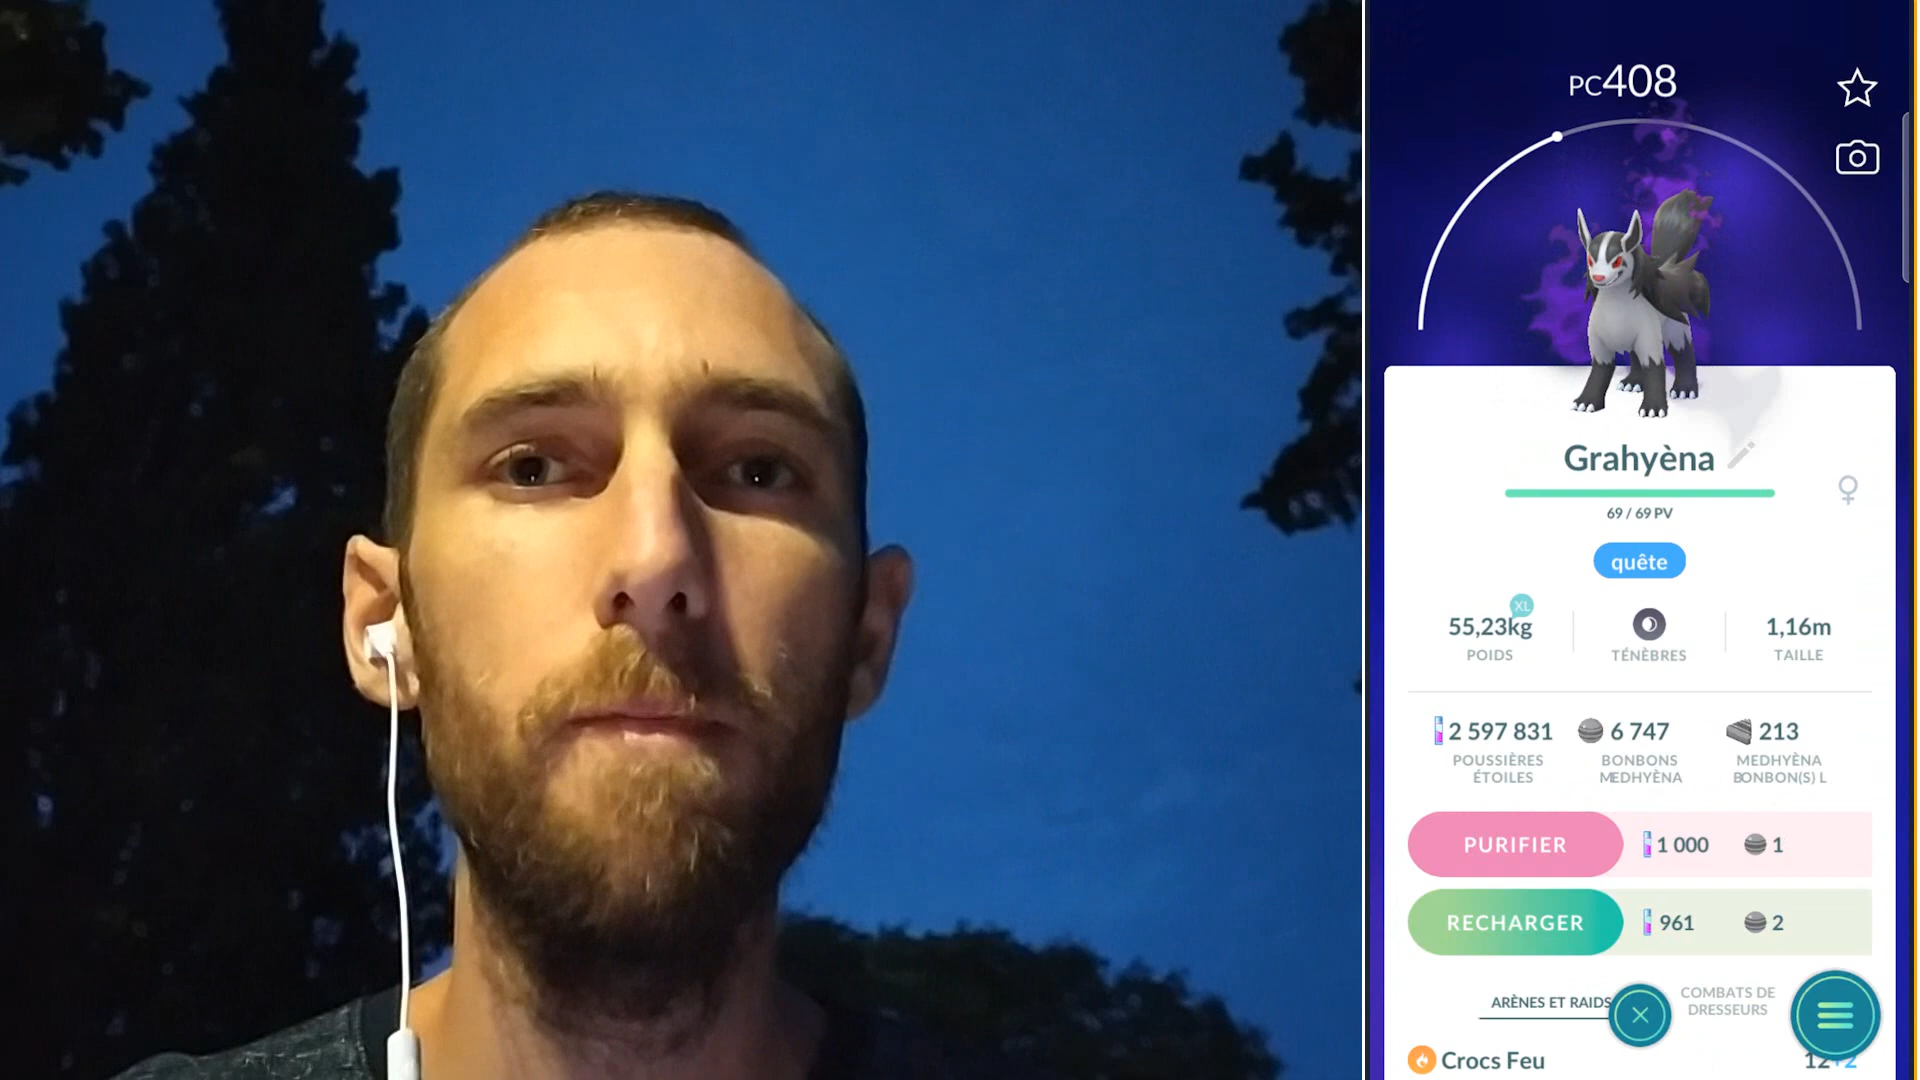 PC408
Grahyèna
69 / 69 PV
quête
XL
55,23kg
POIDS
TÉNÈBRES
1,16m
TAILLE
2 597 831
POUSSIÈRES
ÉTOILES
6 747
BONBONS
MEDHYÈNA
213
MEDHYÈNA
BONBON(S) L
PURIFIER 1 000 1
RECHARGER 961 2
ARÈNES ET RAIDS
COMBATS DE
DRESSEURS
Crocs Feu 12+2